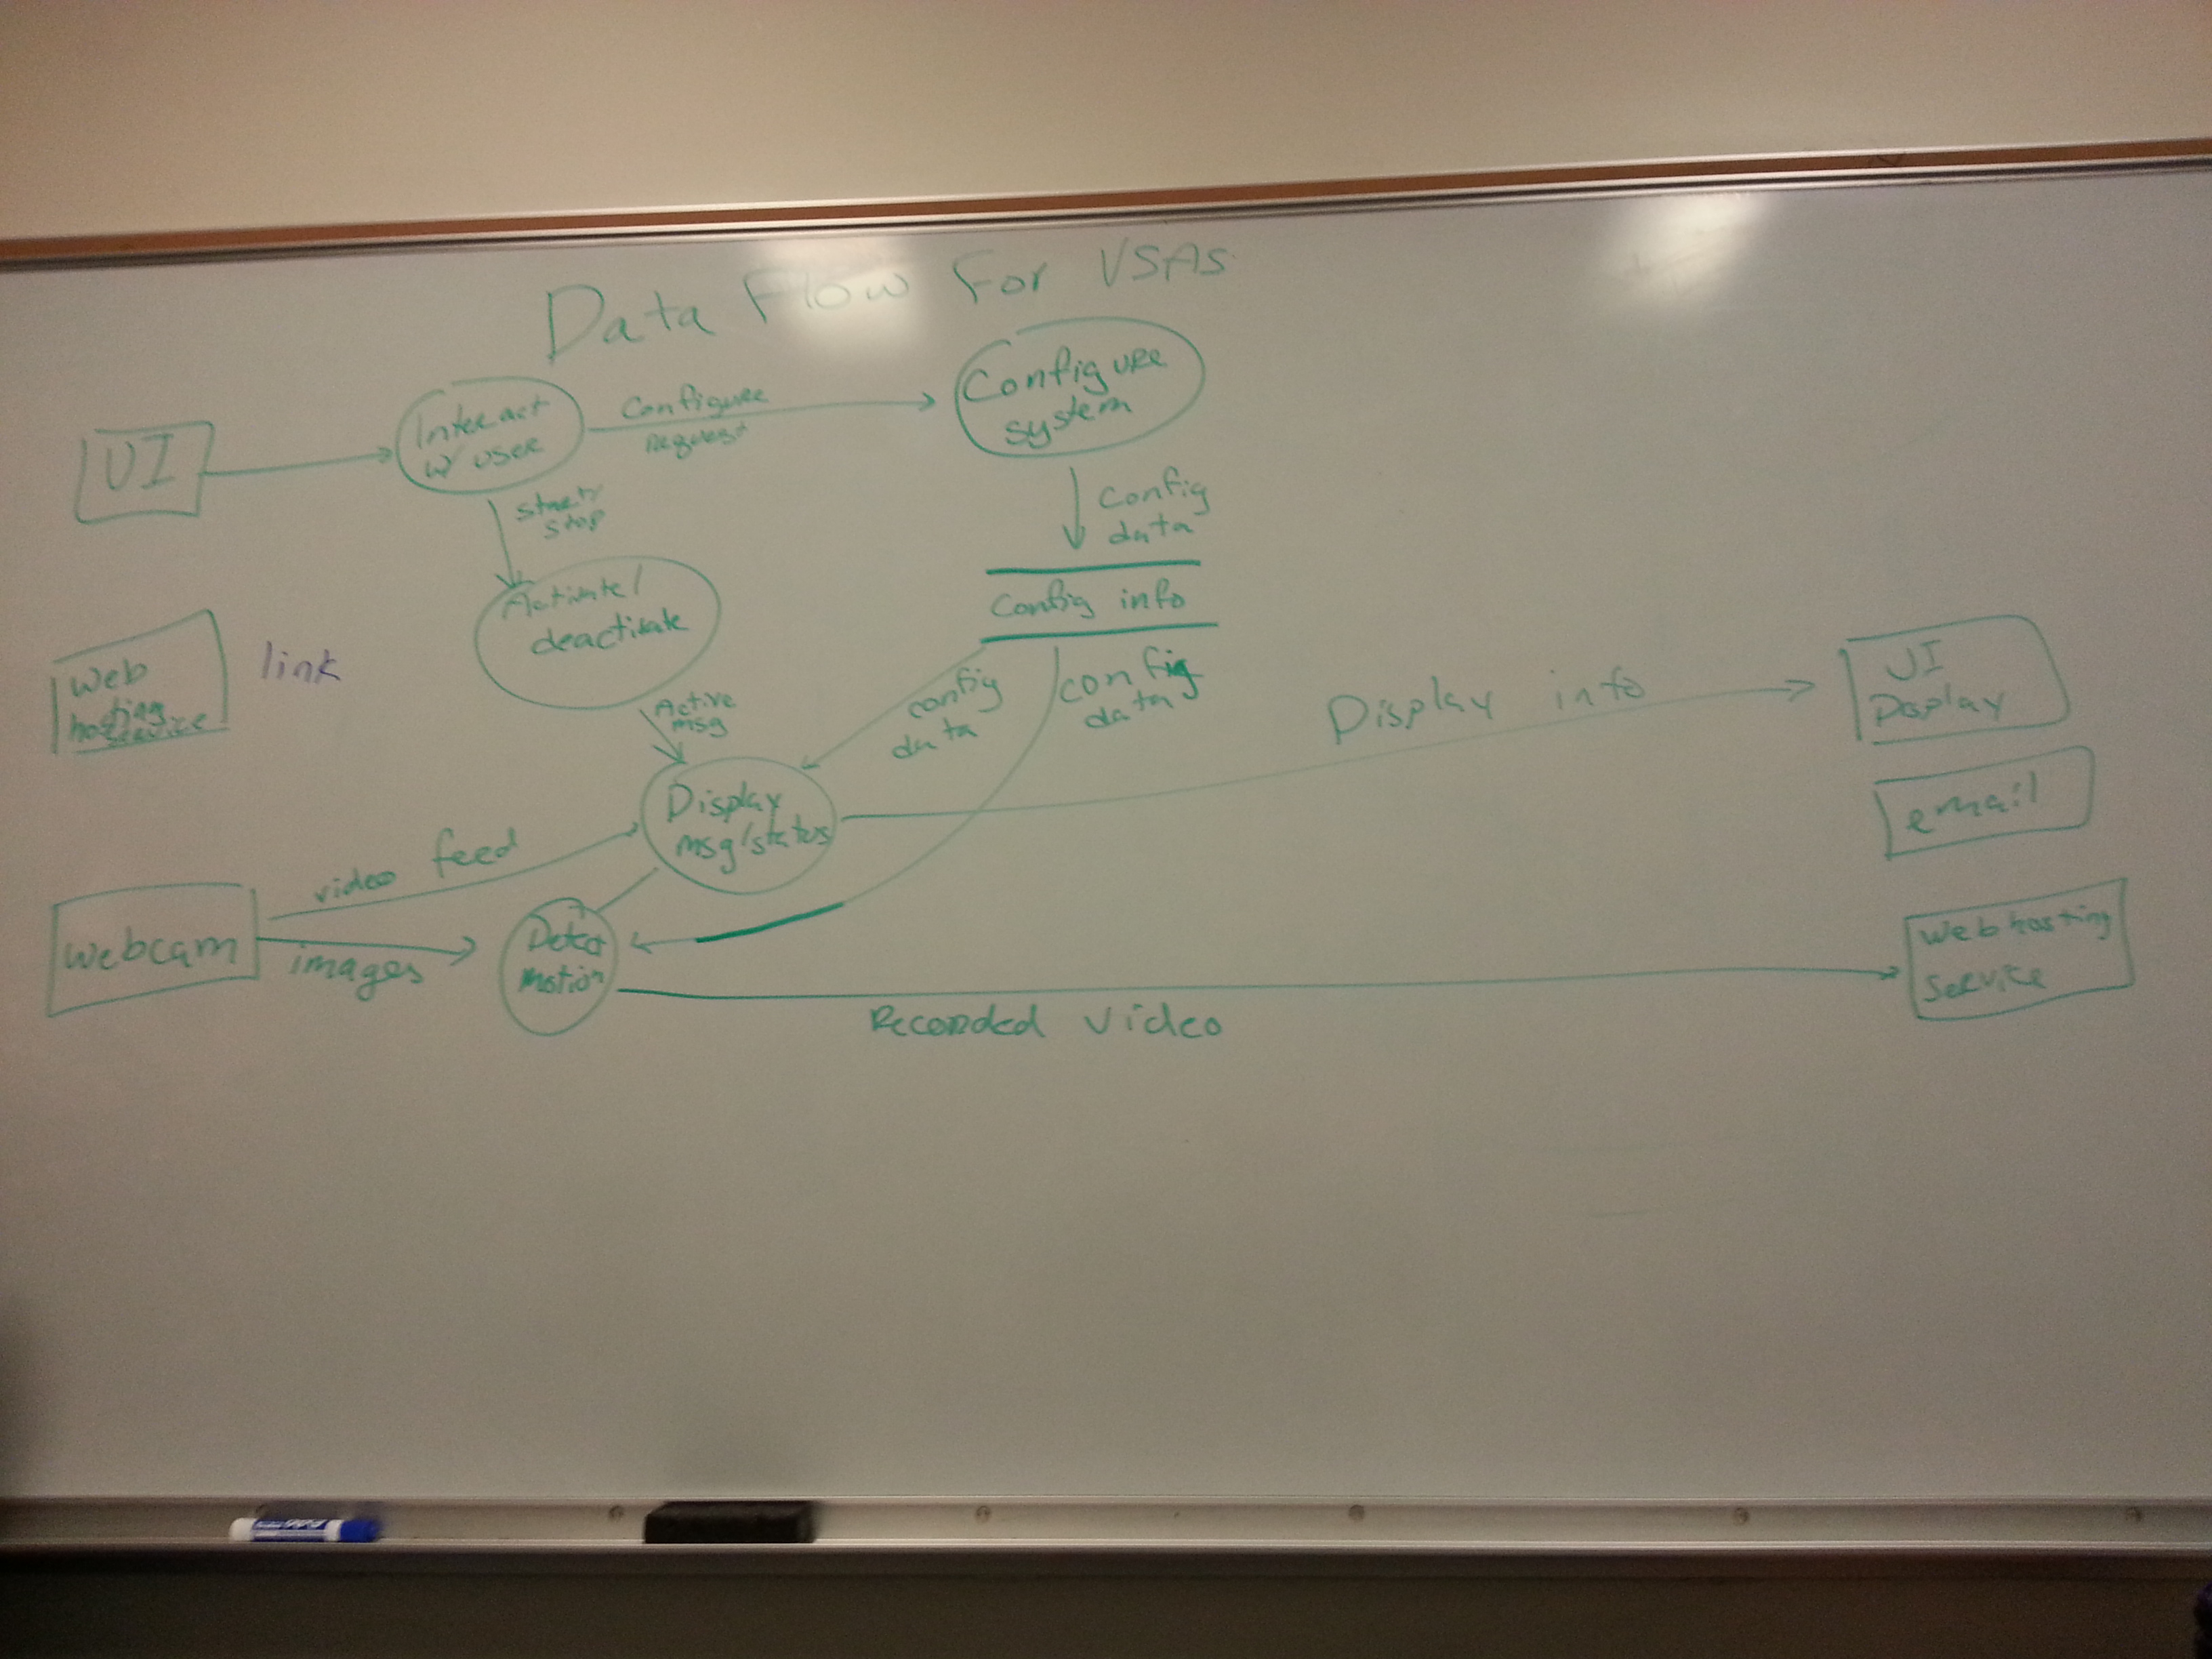 Data Flow For VSAS
UI
Interact
w/ user
Configure
request
Configure
system
start/
stop
config
data
Activate/
deactivate
Config info
web
hosting
service
link
Active
msg
config
data
config
data
Display info
UI
Display
Display
msg/status
email
video feed
webcam
images
Detect
motion
web hosting
service
Recorded video